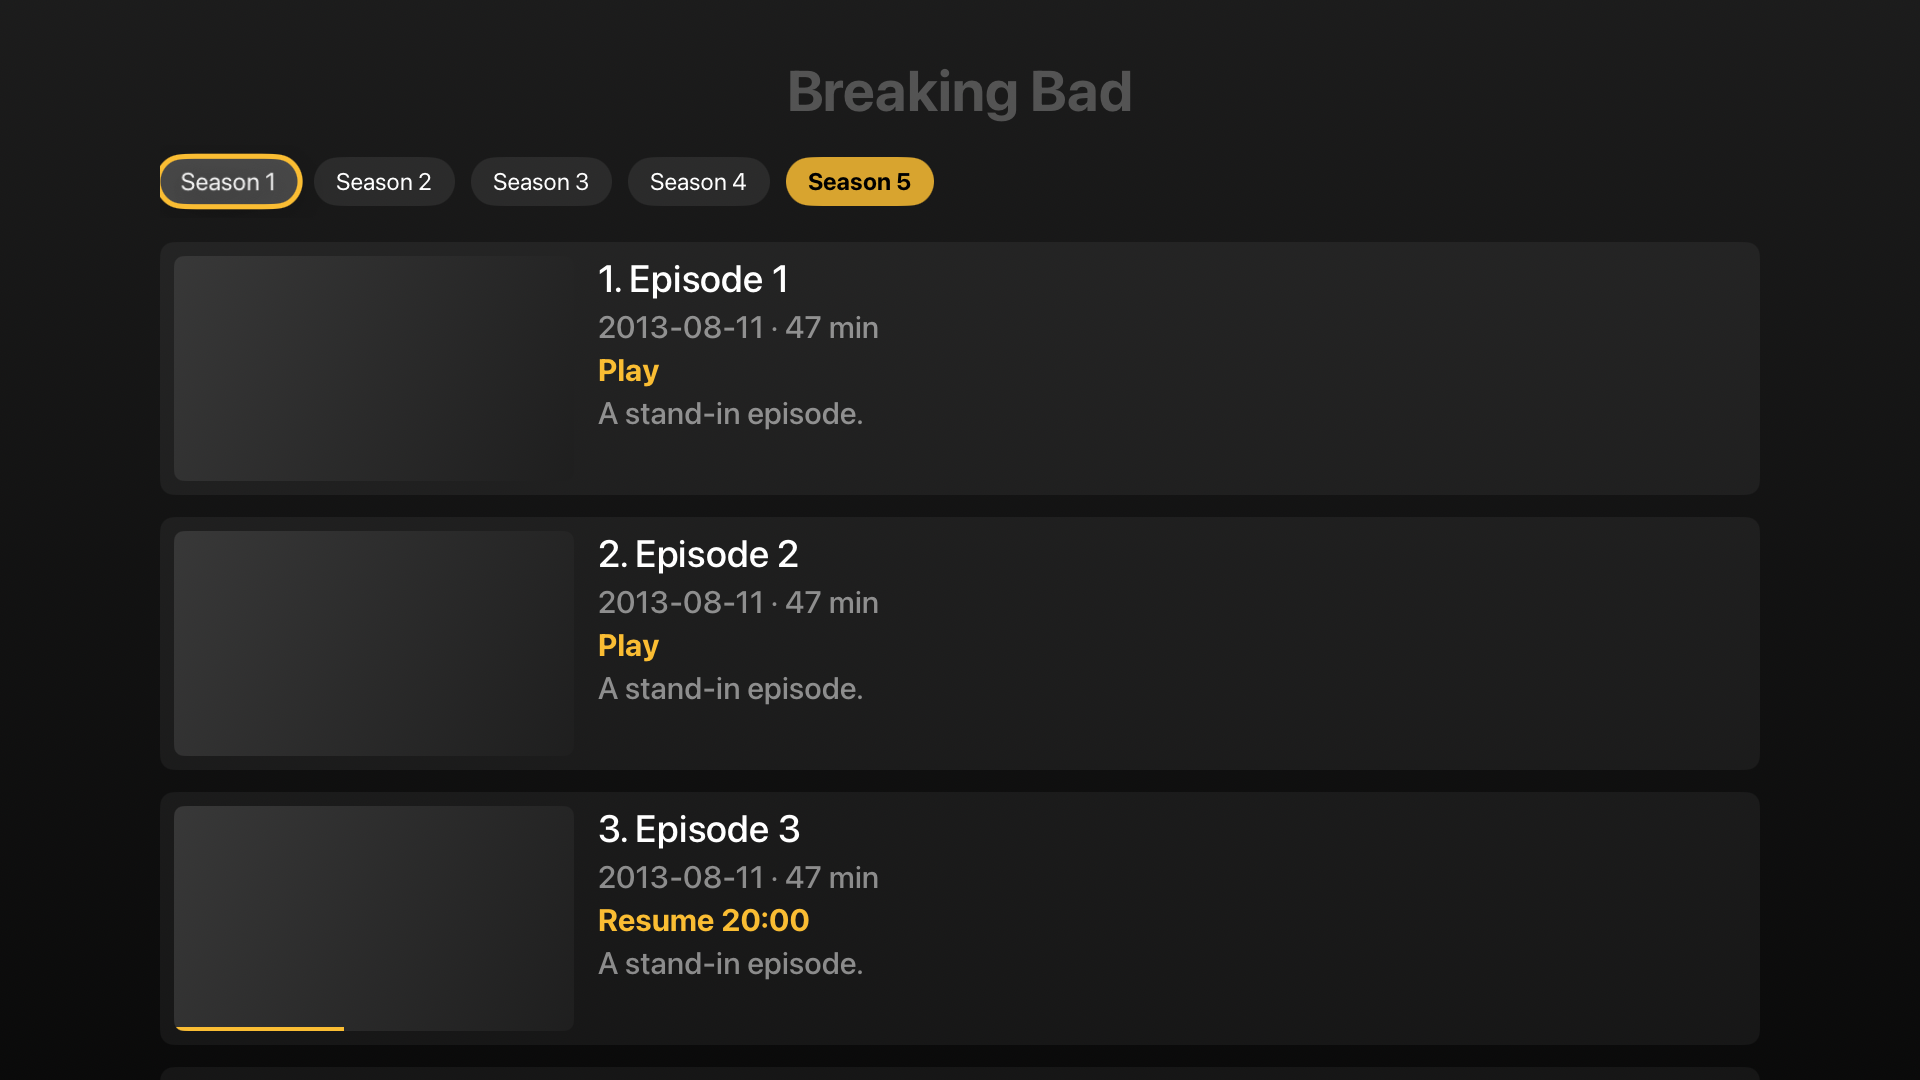 Breaking Bad
Season 1 Season 2 Season 3 Season 4 Season 5
1. Episode 1
2013-08-11 · 47 min
Play
A stand-in episode.
2. Episode 2
2013-08-11 · 47 min
Play
A stand-in episode.
3. Episode 3
2013-08-11 · 47 min
Resume 20:00
A stand-in episode.